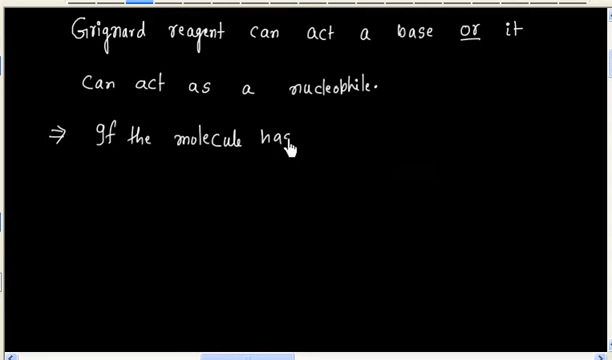 Grignard reagent can act a base or it
can act as a nucleophile.
⇒ If the molecule has